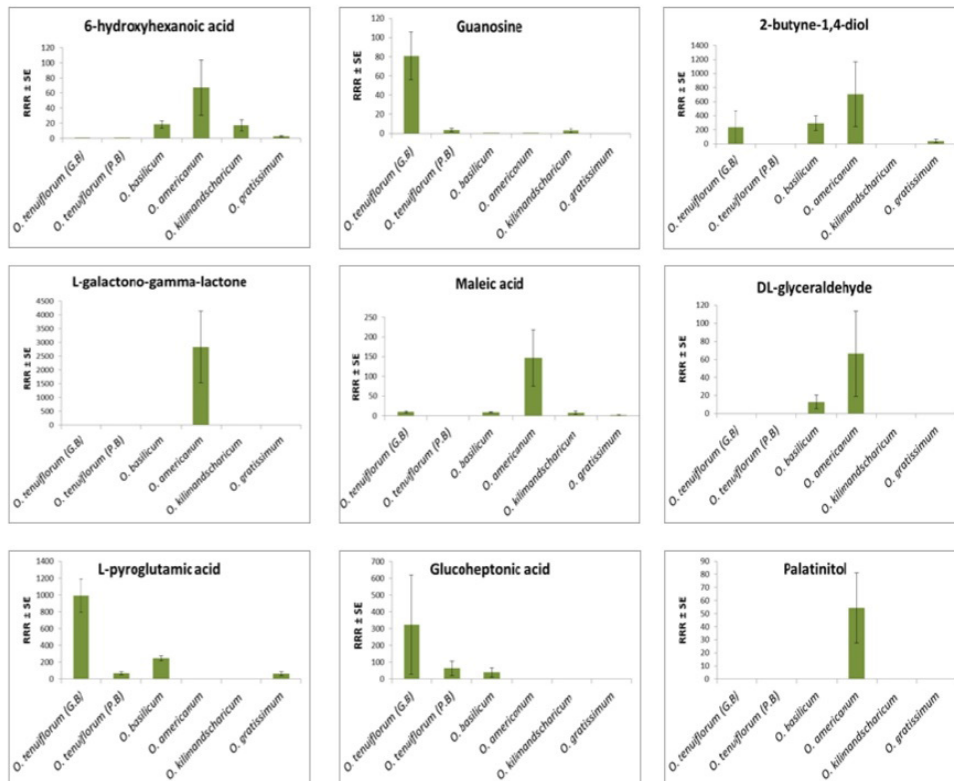 6-hydroxyhexanoic acid
RRR ± SE
120
100
80
60
40
20
0
O. tenuiflorum (G.B)
O. tenuiflorum (P.B)
O. basilicum
O. americanum
O. kilimandscharicum
O. gratissimum
Guanosine
RRR ± SE
120
100
80
60
40
20
0
O. tenuiflorum (G.B)
O. tenuiflorum (P.B)
O. basilicum
O. americanum
O. kilimandscharicum
O. gratissimum
2-butyne-1,4-diol
RRR ± SE
1400
1200
1000
800
600
400
200
0
O. tenuiflorum (G.B)
O. tenuiflorum (P.B)
O. basilicum
O. americanum
O. kilimandscharicum
O. gratissimum
L-galactono-gamma-lactone
RRR ± SE
4500
4000
3500
3000
2500
2000
1500
1000
500
0
O. tenuiflorum (G.B)
O. tenuiflorum (P.B)
O. basilicum
O. americanum
O. kilimandscharicum
O. gratissimum
Maleic acid
RRR ± SE
250
200
150
100
50
0
O. tenuiflorum (G.B)
O. tenuiflorum (P.B)
O. basilicum
O. americanum
O. kilimandscharicum
O. gratissimum
DL-glyceraldehyde
RRR ± SE
120
100
80
60
40
20
0
O. tenuiflorum (G.B)
O. tenuiflorum (P.B)
O. basilicum
O. americanum
O. kilimandscharicum
O. gratissimum
L-pyroglutamic acid
RRR ± SE
1400
1200
1000
800
600
400
200
0
O. tenuiflorum (G.B)
O. tenuiflorum (P.B)
O. basilicum
O. americanum
O. kilimandscharicum
O. gratissimum
Glucoheptonic acid
RRR ± SE
700
600
500
400
300
200
100
0
O. tenuiflorum (G.B)
O. tenuiflorum (P.B)
O. basilicum
O. americanum
O. kilimandscharicum
O. gratissimum
Palatinitol
RRR ± SE
90
80
70
60
50
40
30
20
10
0
O. tenuiflorum (G.B)
O. tenuiflorum (P.B)
O. basilicum
O. americanum
O. kilimandscharicum
O. gratissimum